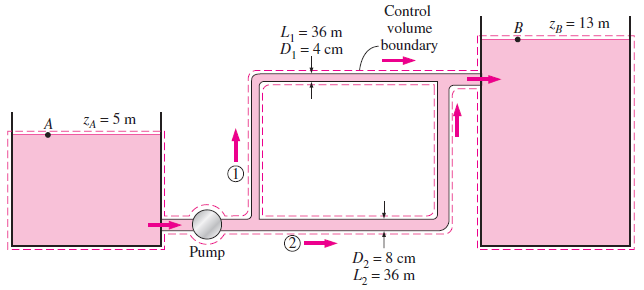 Control
volume
boundary
L₁ = 36 m
D₁ = 4 cm
B
z_B = 13 m
A
z_A = 5 m
①
Pump
②
D₂ = 8 cm
L₂ = 36 m